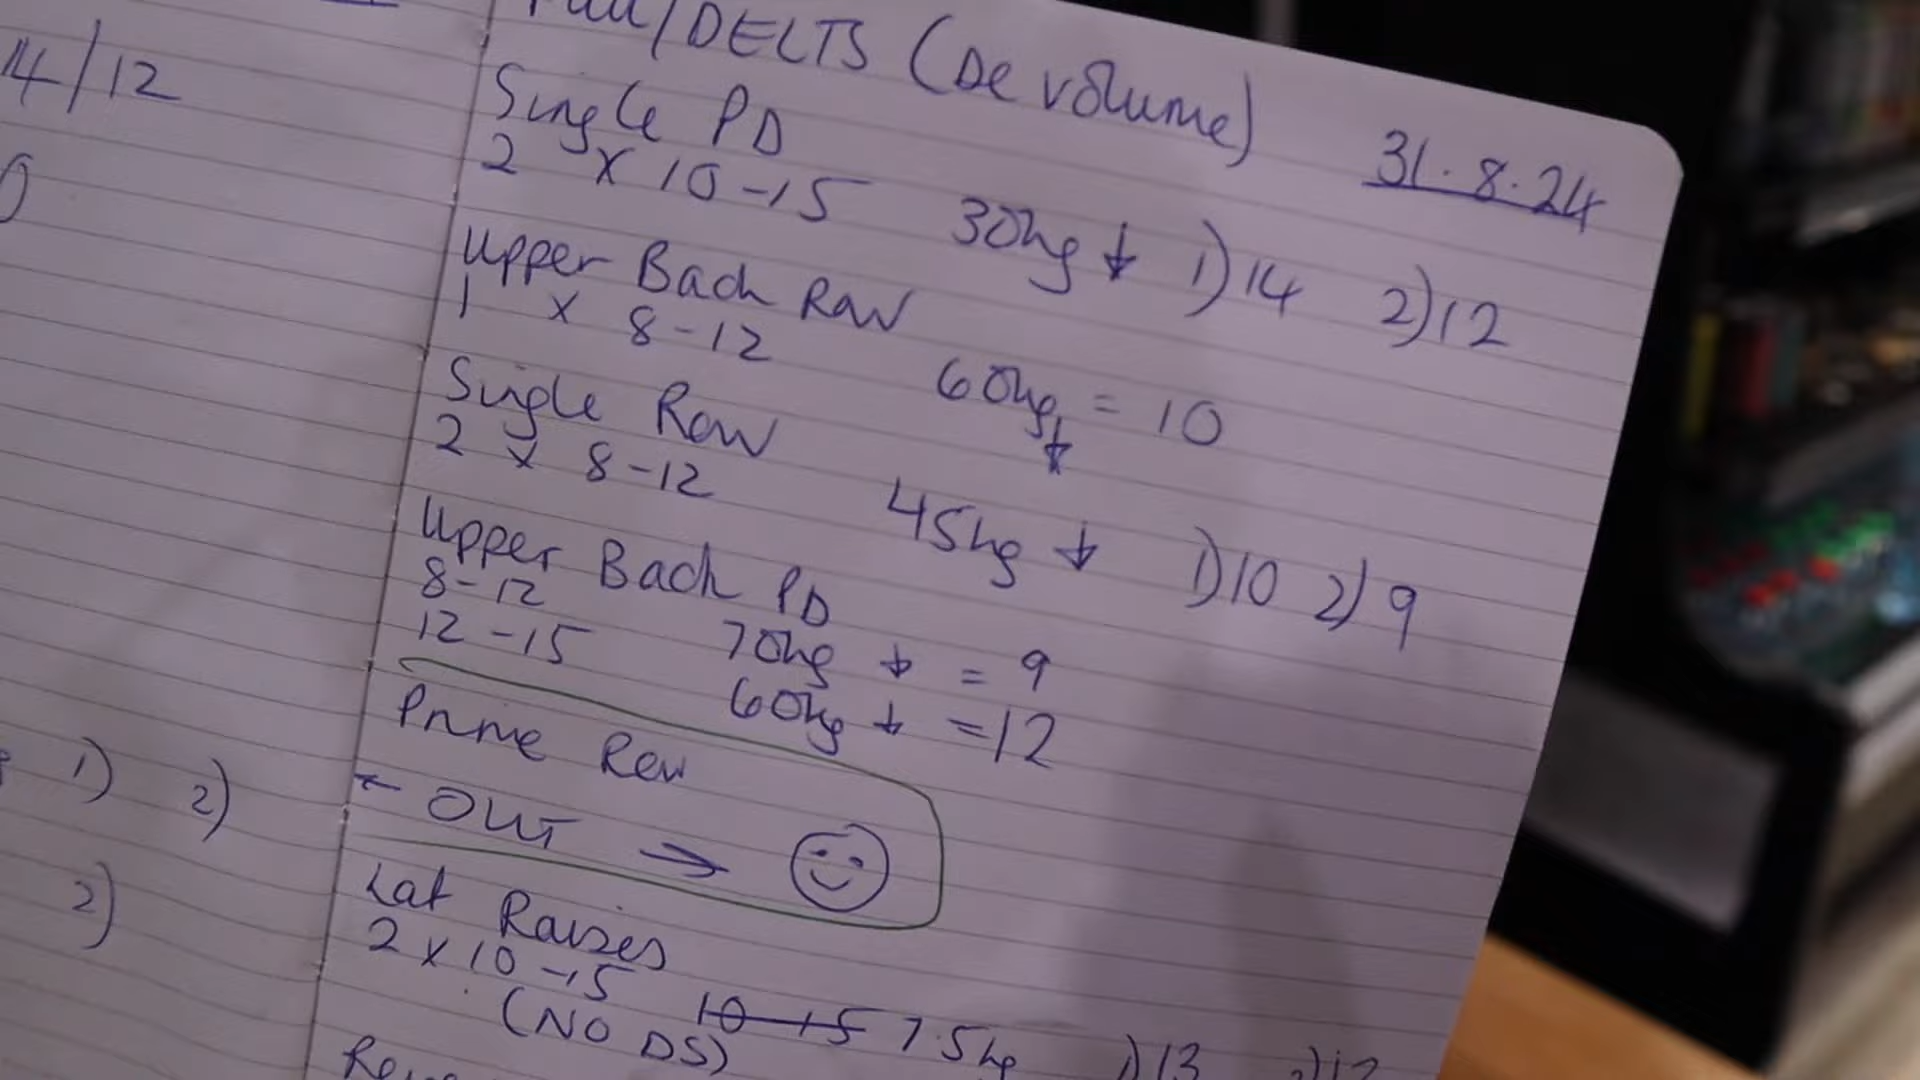 14/12
/DELTS (De volume)
31.8.24
Single PD
2 x 10-15 30kg ↓ 1) 14 2) 12
Upper Back Row
1 x 8-12 60kg ↓ = 10
Single Row
2 x 8-12 45kg ↓ 1) 10 2) 9
Upper Back PD
8-12 70kg ↓ = 9
12-15 60kg ↓ = 12
Prime Row
← OUT → ☺
Lat Raises
2 x 10-15 10-15 7.5kg 1) 13
(NO DS)
1) 2)
2)